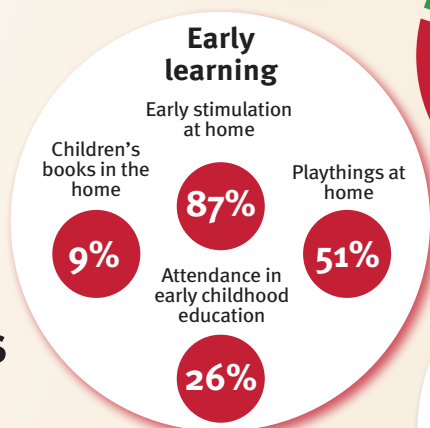 Early
learning
Early stimulation
at home
87%
Children’s
books in the
home
9%
Playthings at
home
51%
Attendance in
early childhood
education
26%
s